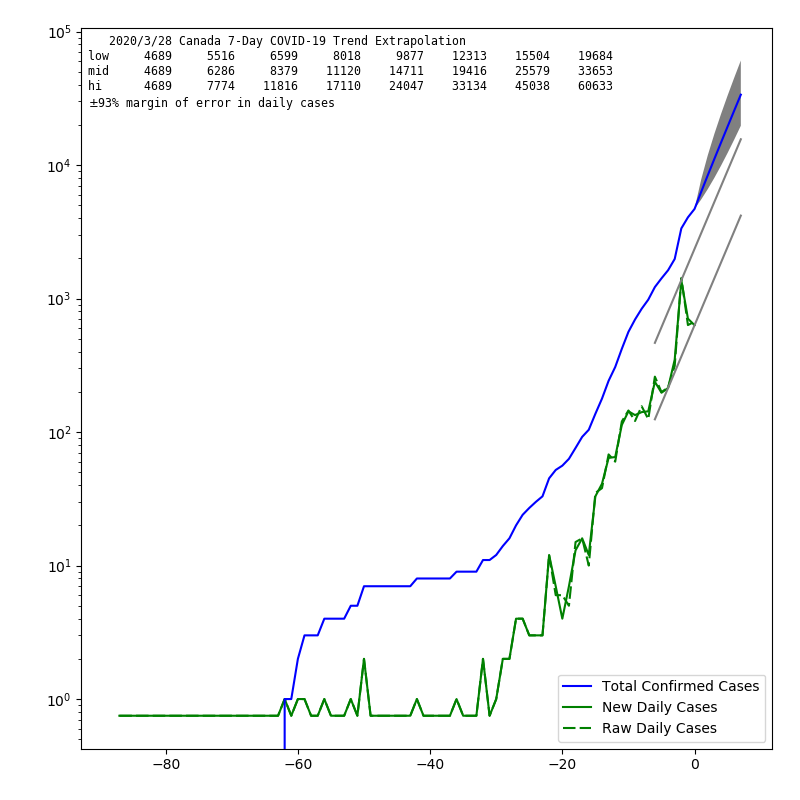 2020/3/28 Canada 7-Day COVID-19 Trend Extrapolation
low 4689 5516 6599 8018 9877 12313 15504 19684
mid 4689 6286 8379 11120 14711 19416 25579 33653
hi 4689 7774 11816 17110 24047 33134 45038 60633
±93% margin of error in daily cases
10⁵
10⁴
10³
10²
10¹
10⁰
Total Confirmed Cases
New Daily Cases
Raw Daily Cases
−80 −60 −40 −20 0